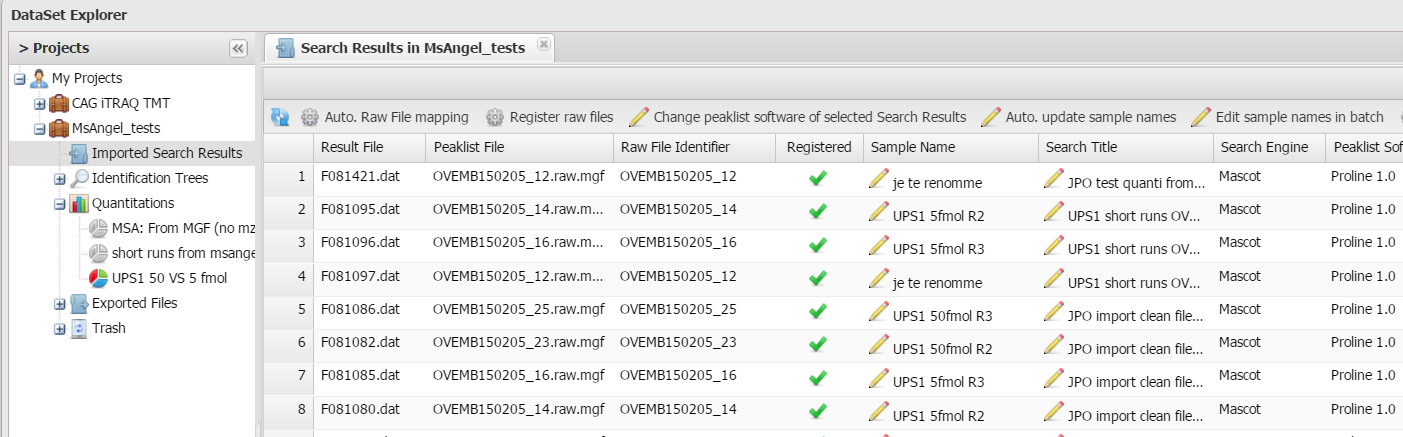 DataSet Explorer
> Projects
Search Results in MsAngel_tests
My Projects
CAG iTRAQ TMT
MsAngel_tests
Imported Search Results
Identification Trees
Quantitations
MSA: From MGF (no mz
short runs from msange
UPS1 50 VS 5 fmol
Exported Files
Trash
Auto. Raw File mapping Register raw files Change peaklist software of selected Search Results Auto. update sample names Edit sample names in batch
Result File Peaklist File Raw File Identifier Registered Sample Name Search Title Search Engine Peaklist Sof
1 F081421.dat OVEMB150205_12.raw.mgf OVEMB150205_12 je te renomme JPO test quanti from... Mascot Proline 1.0
2 F081095.dat OVEMB150205_14.raw.m... OVEMB150205_14 UPS1 5fmol R2 UPS1 short runs OV... Mascot Proline 1.0
3 F081096.dat OVEMB150205_16.raw.m... OVEMB150205_16 UPS1 5fmol R3 UPS1 short runs OV... Mascot Proline 1.0
4 F081097.dat OVEMB150205_12.raw.m... OVEMB150205_12 je te renomme UPS1 short runs OV... Mascot Proline 1.0
5 F081086.dat OVEMB150205_25.raw.mgf OVEMB150205_25 UPS1 50fmol R3 JPO import clean file... Mascot Proline 1.0
6 F081082.dat OVEMB150205_23.raw.mgf OVEMB150205_23 UPS1 50fmol R2 JPO import clean file... Mascot Proline 1.0
7 F081085.dat OVEMB150205_16.raw.mgf OVEMB150205_16 UPS1 5fmol R3 JPO import clean file... Mascot Proline 1.0
8 F081080.dat OVEMB150205_14.raw.mgf OVEMB150205_14 UPS1 5fmol R2 JPO import clean file... Mascot Proline 1.0